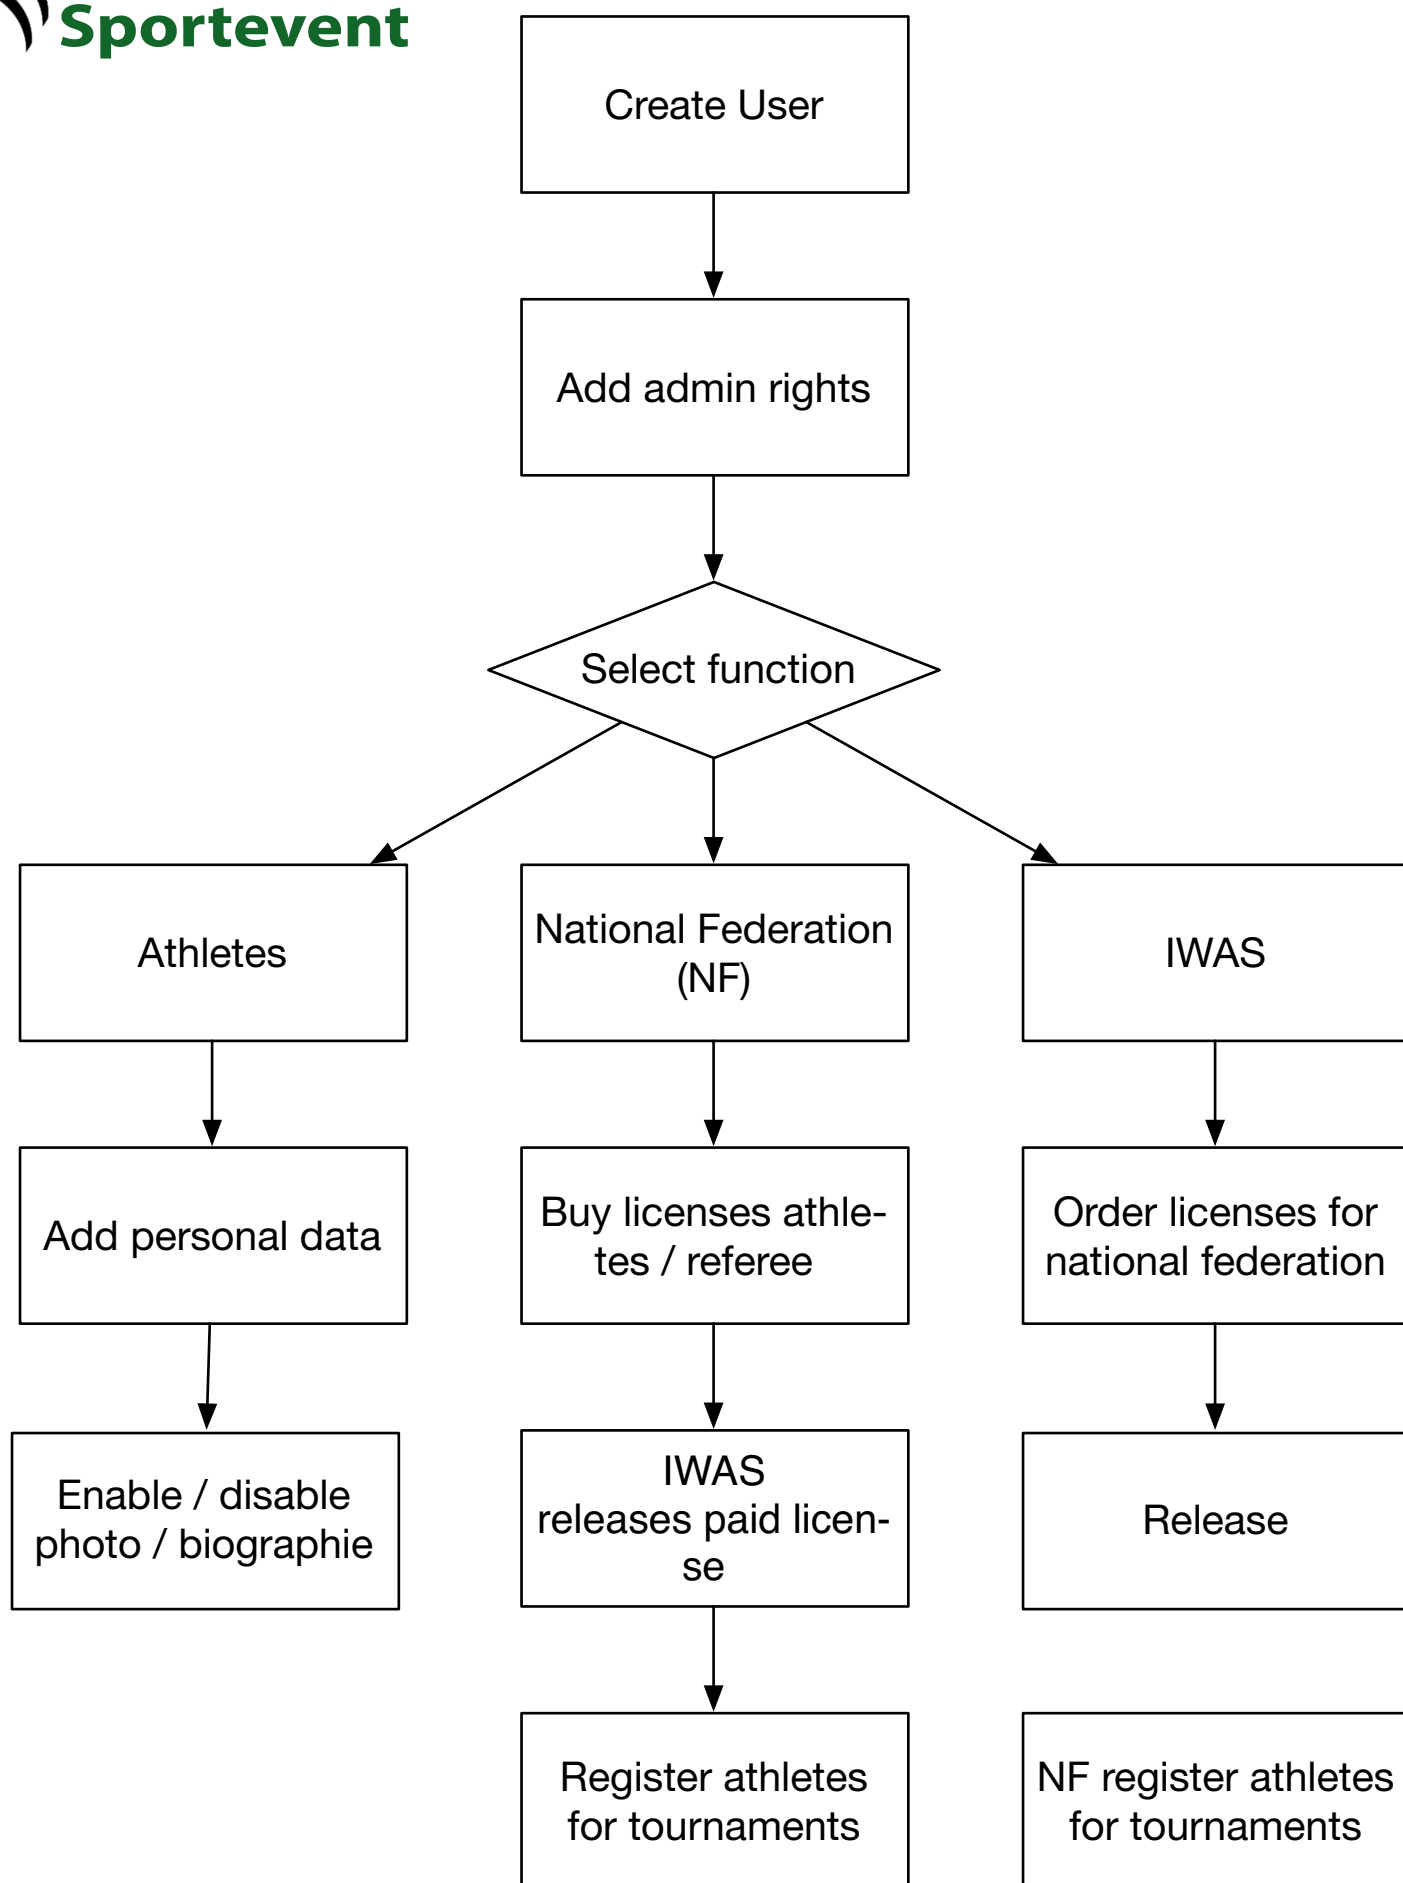 Sportevent
Create User
Add admin rights
Select function
Athletes
National Federation
(NF)
IWAS
Add personal data
Buy licenses athle-
tes / referee
Order licenses for
national federation
Enable / disable
photo / biographie
IWAS
releases paid licen-
se
Release
Register athletes
for tournaments
NF register athletes
for tournaments